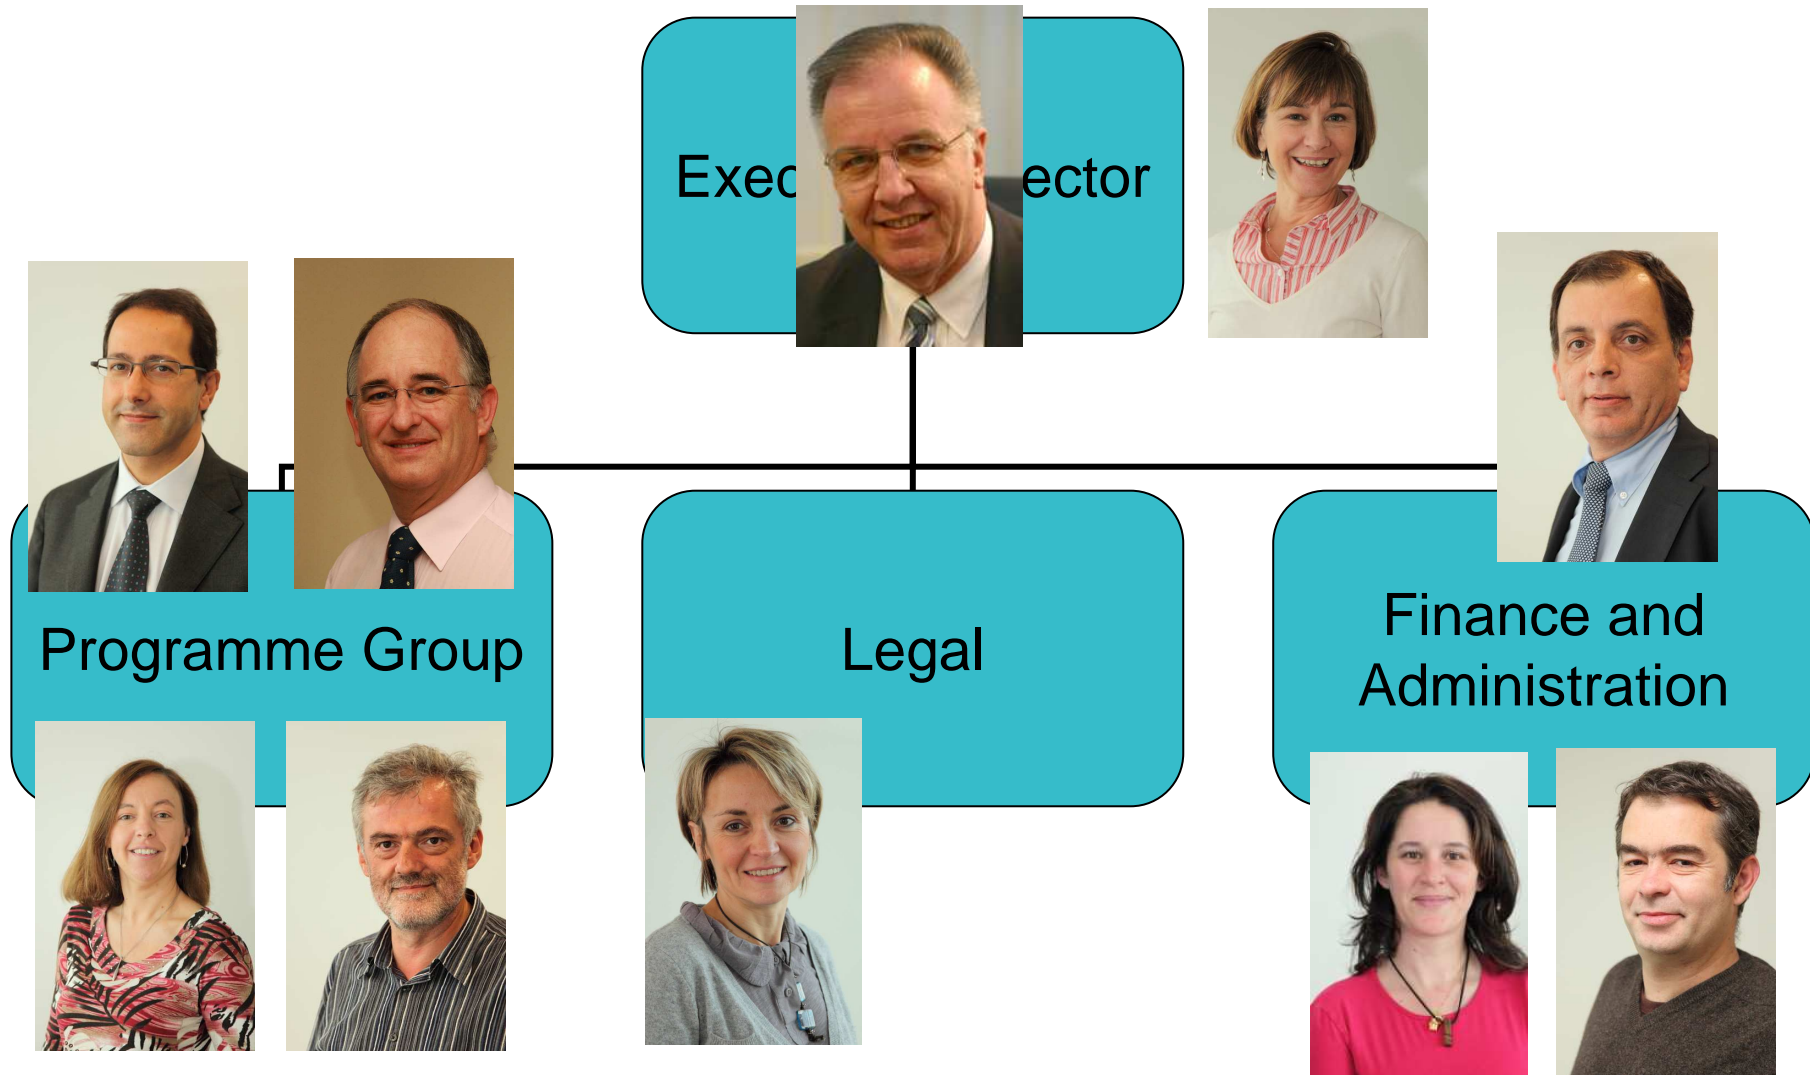 Exec ector
Programme Group
Legal
Finance and
Administration